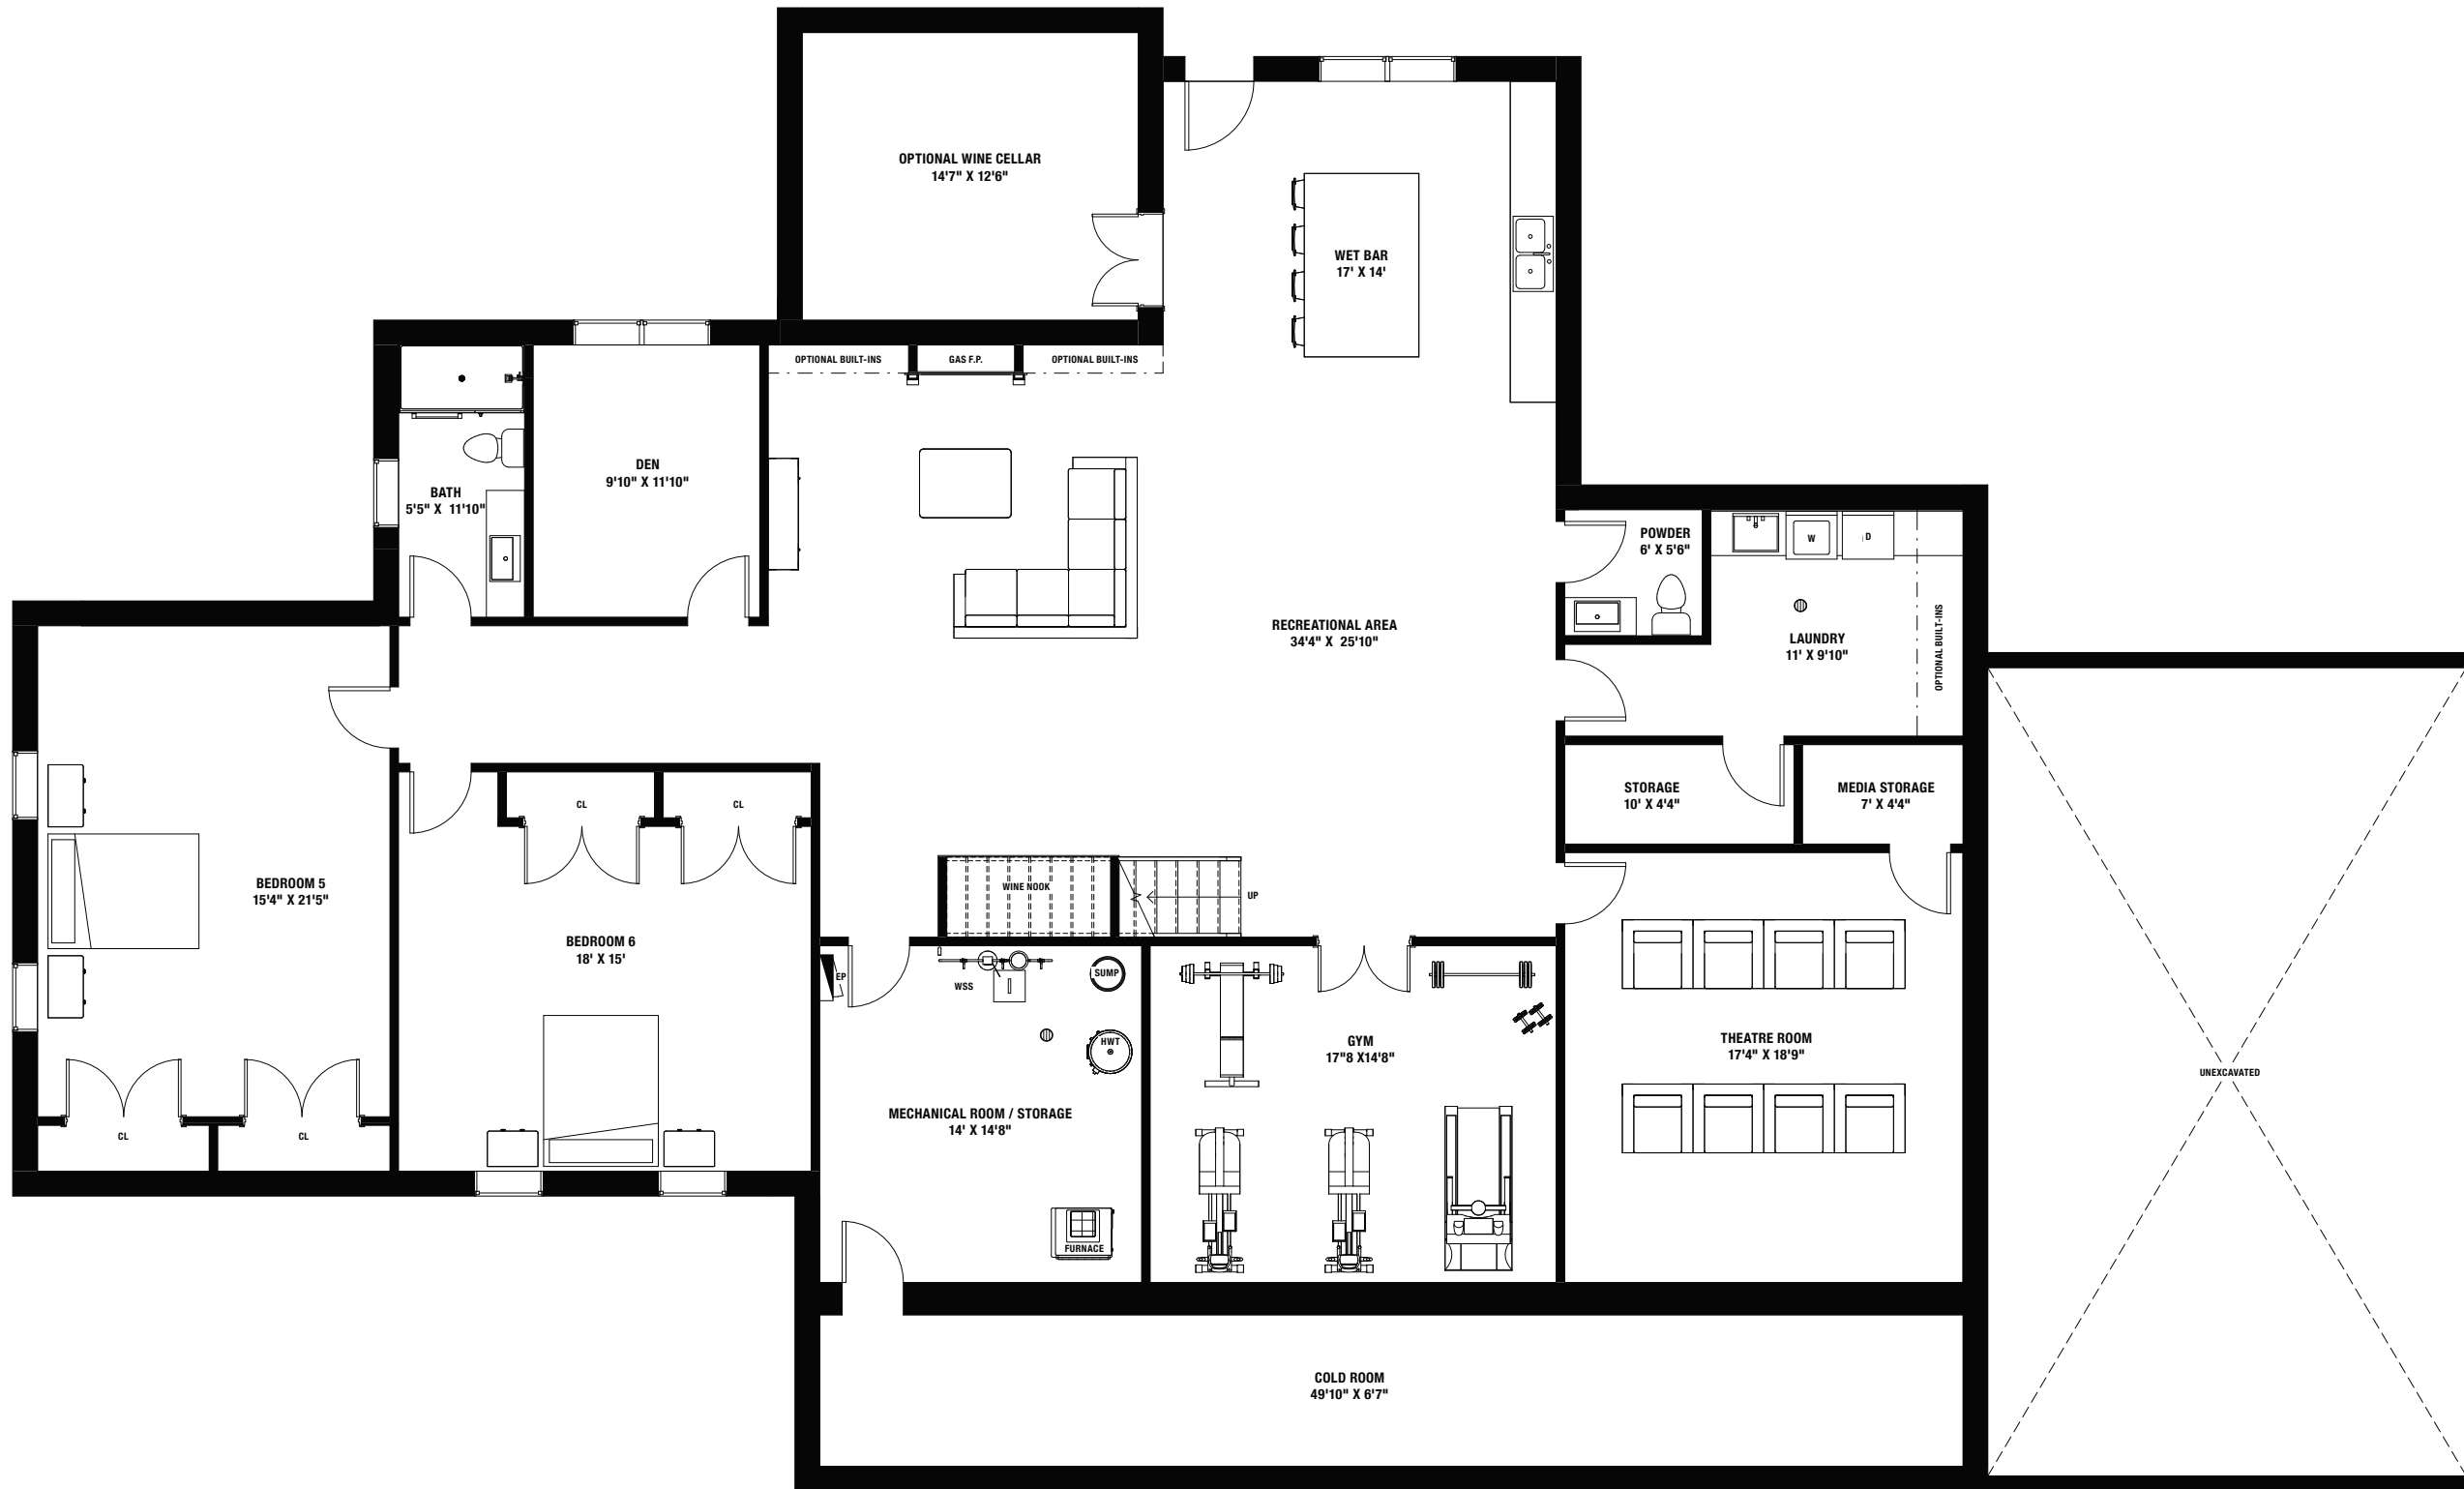 OPTIONAL WINE CELLAR
14'7" X 12'6"
WET BAR
17' X 14'
OPTIONAL BUILT-INS
GAS F.P.
OPTIONAL BUILT-INS
DEN
9'10" X 11'10"
BATH
5'5" X 11'10"
POWDER
6' X 5'6"
W
D
RECREATIONAL AREA
34'4" X 25'10"
LAUNDRY
11' X 9'10"
OPTIONAL BUILT-INS
STORAGE
10' X 4'4"
MEDIA STORAGE
7' X 4'4"
CL
CL
BEDROOM 5
15'4" X 21'5"
WINE NOOK
UP
BEDROOM 6
18' X 15'
EP
WSS
SUMP
HWT
GYM
17"8 X14'8"
THEATRE ROOM
17'4" X 18'9"
UNEXCAVATED
MECHANICAL ROOM / STORAGE
14' X 14'8"
CL
CL
FURNACE
COLD ROOM
49'10" X 6'7"